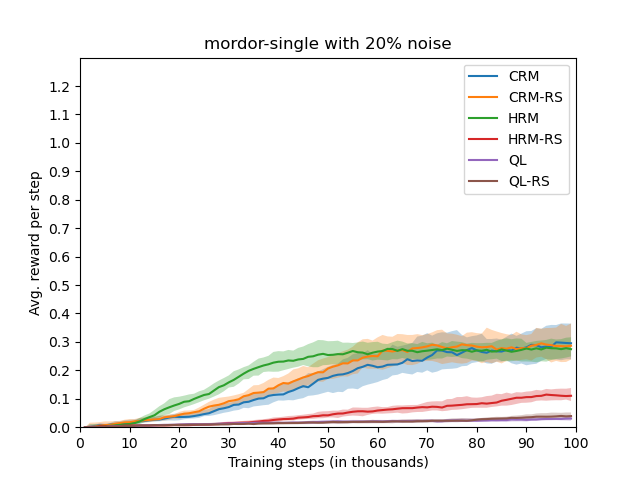 mordor-single with 20% noise
Avg. reward per step
1.2
1.1
1.0
0.9
0.8
0.7
0.6
0.5
0.4
0.3
0.2
0.1
0.0
CRM
CRM-RS
HRM
HRM-RS
QL
QL-RS
0 10 20 30 40 50 60 70 80 90 100
Training steps (in thousands)